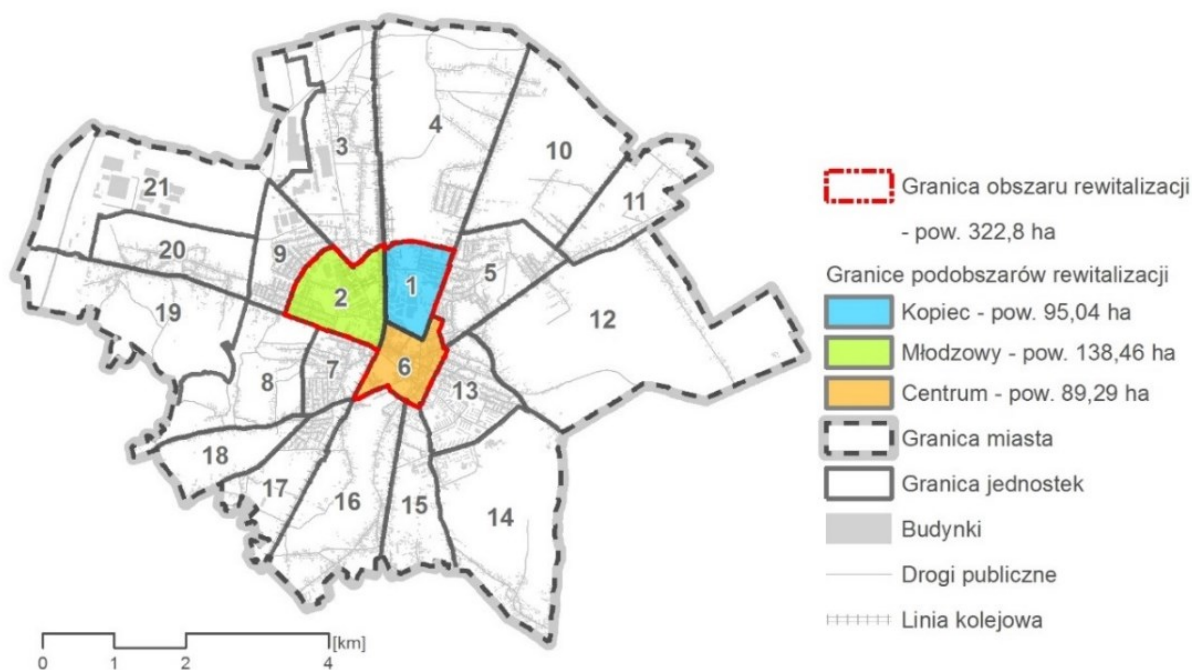 3
4
10
11
21
9
20
2
1
5
12
19
8
7
6
13
18
17
16
15
14
0
1
2
4
[km]
Granica obszaru rewitalizacji
- pow. 322,8 ha
Granice podobszarów rewitalizacji
Kopiec - pow. 95,04 ha
Młodzowy - pow. 138,46 ha
Centrum - pow. 89,29 ha
Granica miasta
Granica jednostek
Budynki
Drogi publiczne
Linia kolejowa